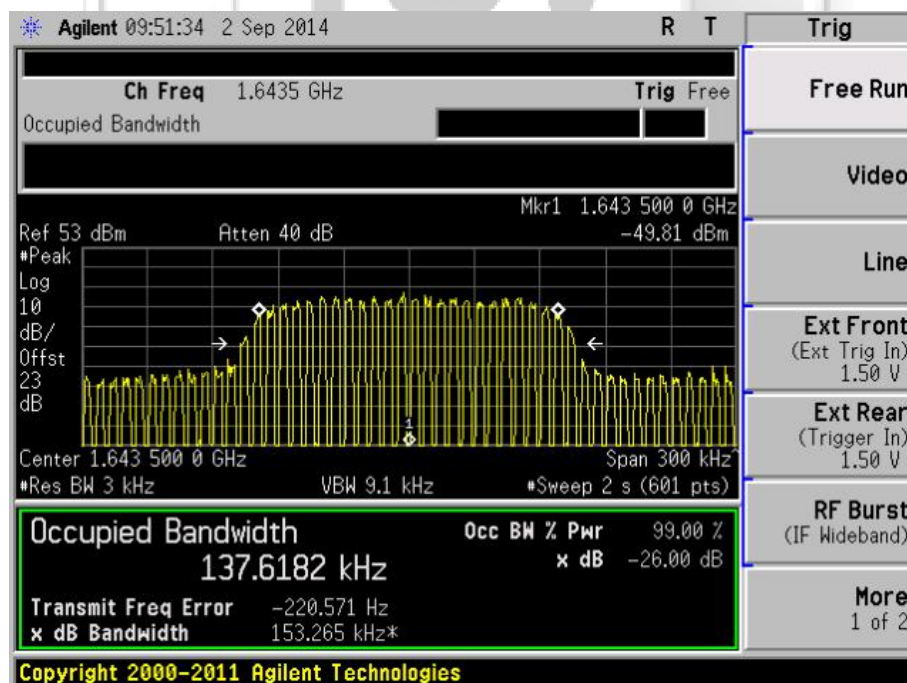 Agilent 09:51:34 2 Sep 2014 R T Trig
Ch Freq 1.6435 GHz Trig Free
Occupied Bandwidth
Free Run
Video
Mkr1 1.643 500 0 GHz
Ref 53 dBm Atten 40 dB -49.81 dBm
#Peak
Log
10
dB/
Offst
23
dB
1
Line
Ext Front
(Ext Trig In)
1.50 V
Ext Rear
(Trigger In)
1.50 V
Center 1.643 500 0 GHz Span 300 kHz^
#Res BW 3 kHz VBW 9.1 kHz #Sweep 2 s (601 pts)
RF Burst
(IF Wideband)
Occupied Bandwidth Occ BW % Pwr 99.00 %
137.6182 kHz x dB -26.00 dB
Transmit Freq Error -220.571 Hz
x dB Bandwidth 153.265 kHz*
More
1 of 2
Copyright 2000-2011 Agilent Technologies